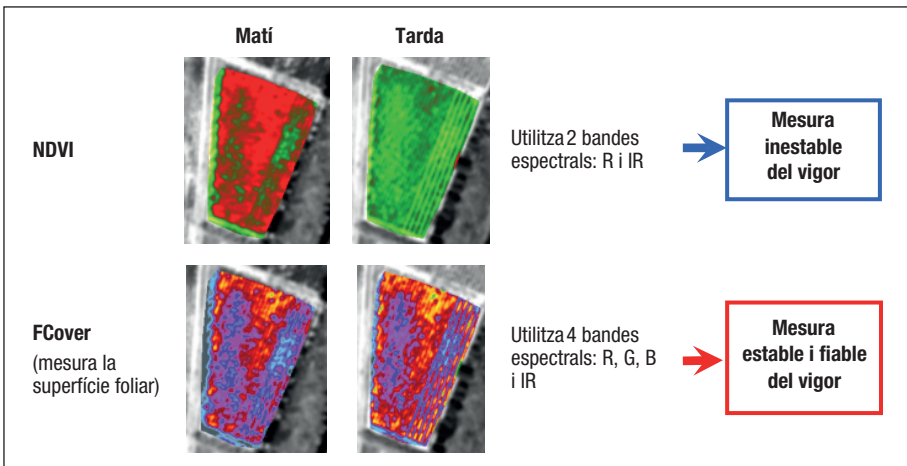 Matí
Tarda
NDVI
Utilitza 2 bandes
espectrals: R i IR
Mesura
inestable
del vigor
FCover
(mesura la
superfície foliar)
Utilitza 4 bandes
espectrals: R, G, B
i IR
Mesura
estable i fiable
del vigor